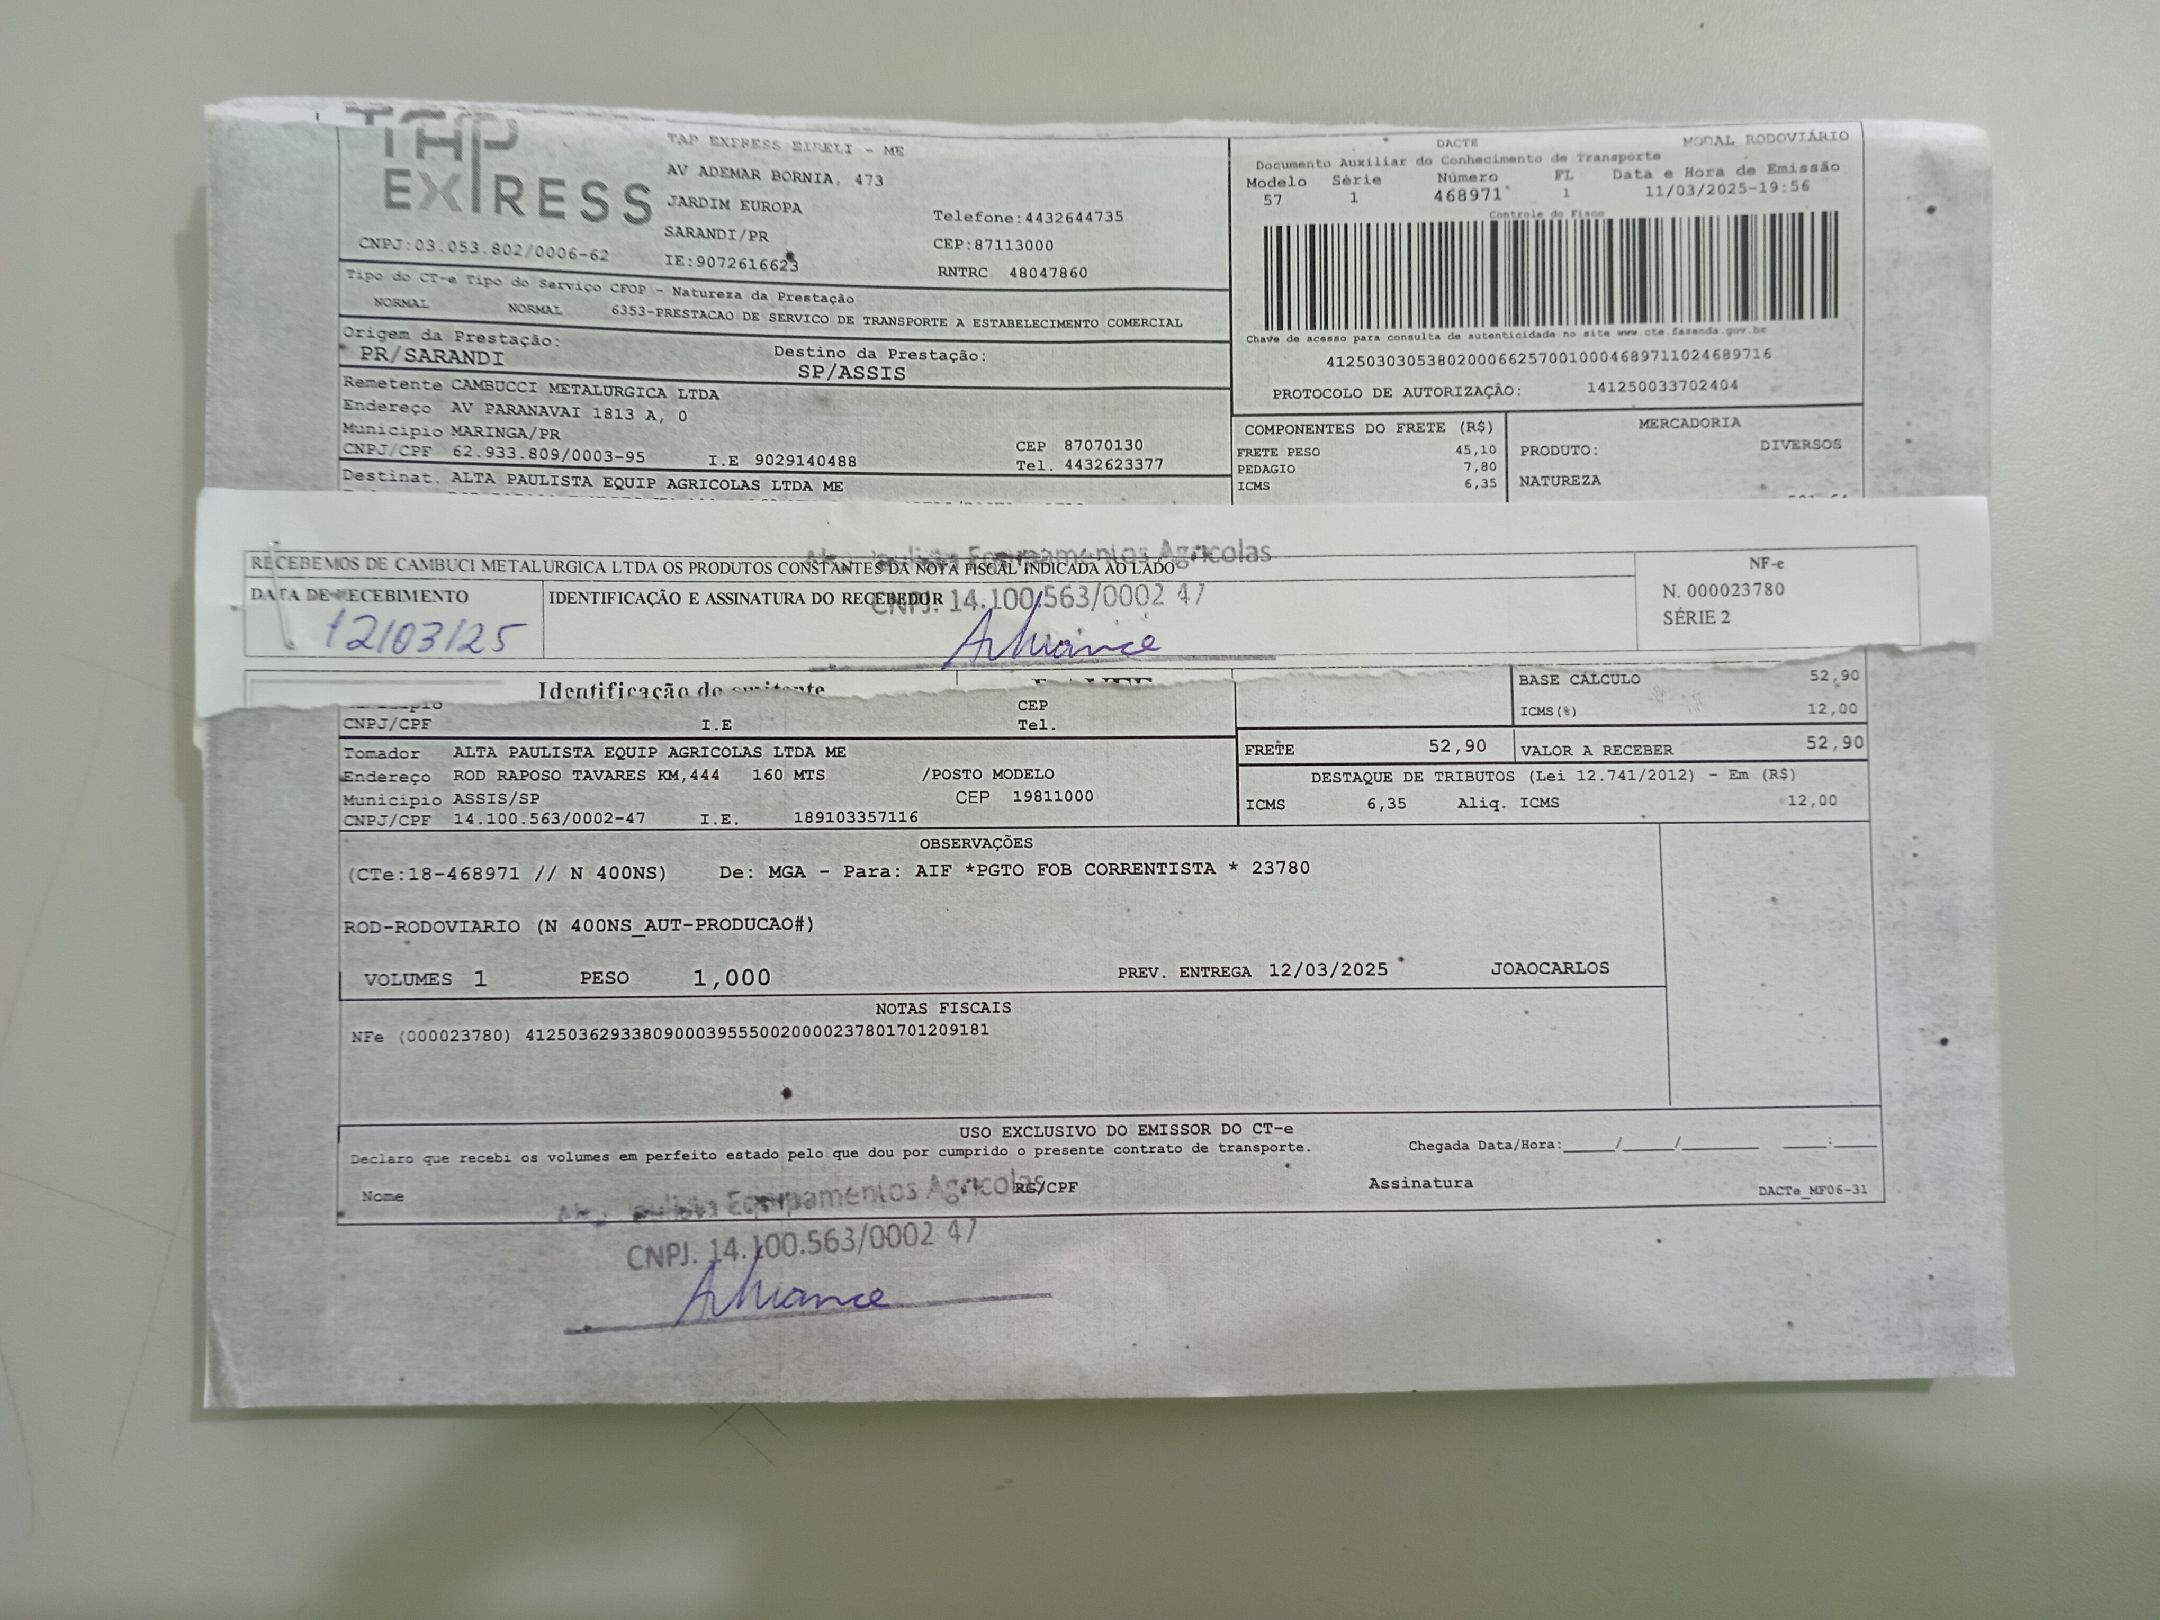 TAP
EXPRESS
TAP EXPRESS EIRELI - ME
AV ADEMAR BORNIA, 473
JARDIM EUROPA
SARANDI/PR
IE:9072616623
Telefone:4432644735
CEP:87113000
RNTRC 48047860
CNPJ:03.053.802/0006-62
DACTE
MODAL RODOVIÁRIO
Documento Auxiliar do Conhecimento de Transporte
Modelo Série Número FL Data e Hora de Emissão
57 1 468971 1 11/03/2025-19:56
Controle do Fisco
Chave de acesso para consulta de autenticidade no site www.cte.fazenda.gov.br
41250303053802000662570010004689711024689716
PROTOCOLO DE AUTORIZAÇÃO: 141250033702404
Tipo do CT-e Tipo do Serviço CFOP - Natureza da Prestação
NORMAL NORMAL 6353-PRESTACAO DE SERVICO DE TRANSPORTE A ESTABELECIMENTO COMERCIAL
Origem da Prestação:
PR/SARANDI
Destino da Prestação:
SP/ASSIS
Remetente CAMBUCCI METALURGICA LTDA
Endereço AV PARANAVAI 1813 A, 0
Município MARINGA/PR CEP 87070130
CNPJ/CPF 62.933.809/0003-95 I.E 9029140488 Tel. 4432623377
Destinat. ALTA PAULISTA EQUIP AGRICOLAS LTDA ME
COMPONENTES DO FRETE (R$)
FRETE PESO 45,10
PEDAGIO 7,80
ICMS 6,35
MERCADORIA
PRODUTO: DIVERSOS
NATUREZA
RECEBEMOS DE CAMBUCI METALURGICA LTDA OS PRODUTOS CONSTANTES DA NOTA FISCAL INDICADA AO LADO
Equipamentos Agricolas
CNPJ. 14.100.563/0002 47
DATA DE RECEBIMENTO
12/03/25
IDENTIFICAÇÃO E ASSINATURA DO RECEBEDOR
NF-e
N. 000023780
SÉRIE 2
Identificação do emitente
CEP
CNPJ/CPF I.E Tel.
BASE CALCULO 52,90
ICMS(%) 12,00
FRETE 52,90 VALOR A RECEBER 52,90
Tomador ALTA PAULISTA EQUIP AGRICOLAS LTDA ME
Endereço ROD RAPOSO TAVARES KM,444 160 MTS /POSTO MODELO
Município ASSIS/SP CEP 19811000
CNPJ/CPF 14.100.563/0002-47 I.E. 189103357116
DESTAQUE DE TRIBUTOS (Lei 12.741/2012) - Em (R$)
ICMS 6,35 Aliq. ICMS 12,00
OBSERVAÇÕES
(CTe:18-468971 // N 400NS) De: MGA - Para: AIF *PGTO FOB CORRENTISTA * 23780
ROD-RODOVIARIO (N 400NS_AUT-PRODUCAO#)
VOLUMES 1 PESO 1,000 PREV. ENTREGA 12/03/2025 JOAOCARLOS
NOTAS FISCAIS
NFe (000023780) 41250362933809000395550020000237801701209181
USO EXCLUSIVO DO EMISSOR DO CT-e
Declaro que recebi os volumes em perfeito estado pelo que dou por cumprido o presente contrato de transporte.
Chegada Data/Hora:____/____/______ ____:____
Nome RG/CPF Assinatura DACTe_MF06-31
Equipamentos Agricolas
CNPJ. 14.100.563/0002 47